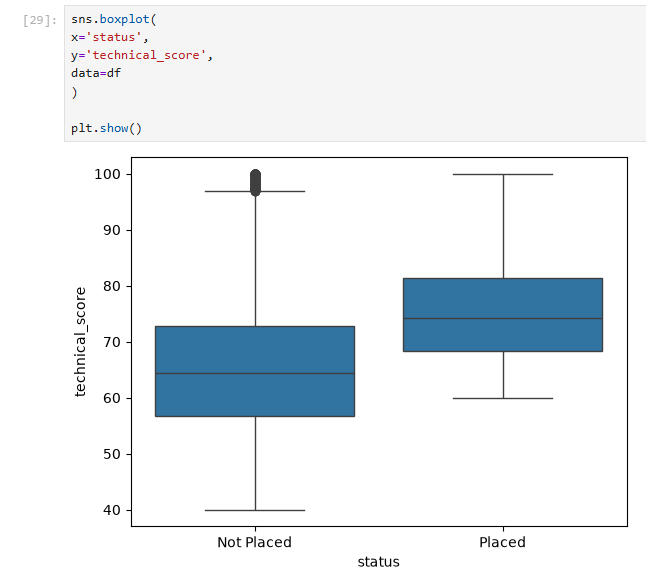 [29]: sns.boxplot(
x='status',
y='technical_score',
data=df
)
plt.show()
100
90
80
70
60
50
40
technical_score
Not Placed Placed
status